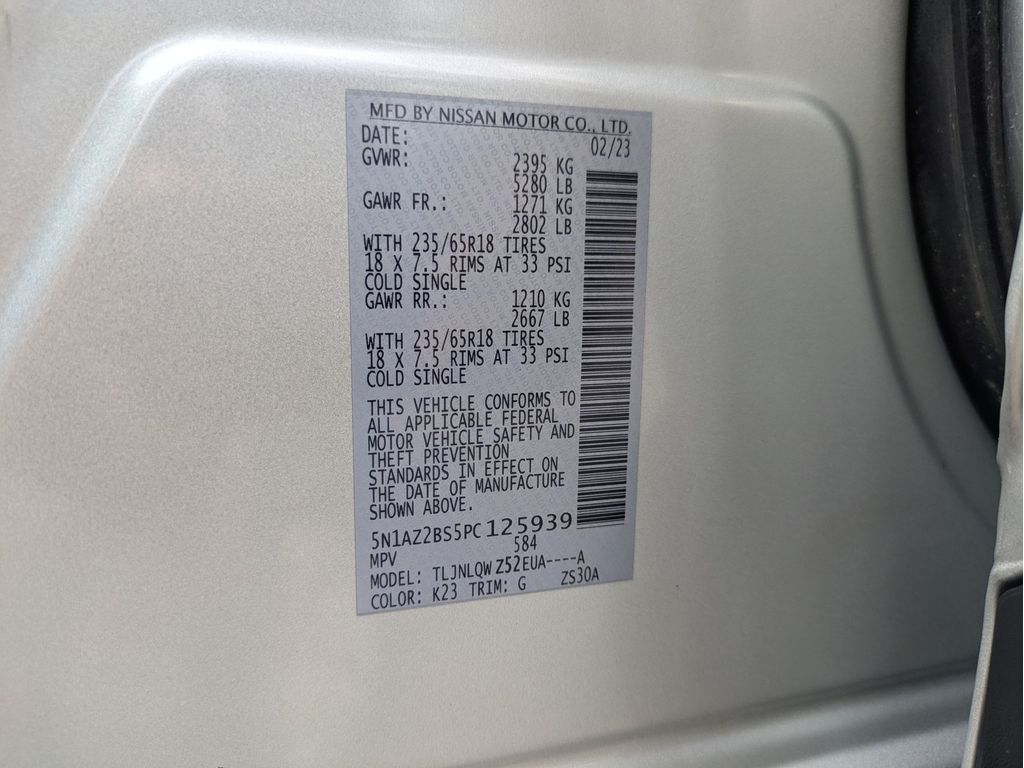 MFD BY NISSAN MOTOR CO., LTD.
DATE: 02/23
GVWR: 2395 KG
5280 LB
GAWR FR.: 1271 KG
2802 LB
WITH 235/65R18 TIRES
18 X 7.5 RIMS AT 33 PSI
COLD SINGLE
GAWR RR.: 1210 KG
2667 LB
WITH 235/65R18 TIRES
18 X 7.5 RIMS AT 33 PSI
COLD SINGLE
THIS VEHICLE CONFORMS TO
ALL APPLICABLE FEDERAL
MOTOR VEHICLE SAFETY AND
THEFT PREVENTION
STANDARDS IN EFFECT ON
THE DATE OF MANUFACTURE
SHOWN ABOVE.
5N1AZ2BS5PC125939
MPV 584
MODEL: TLJNLQWZ52EUA----A
COLOR: K23 TRIM: G ZS30A